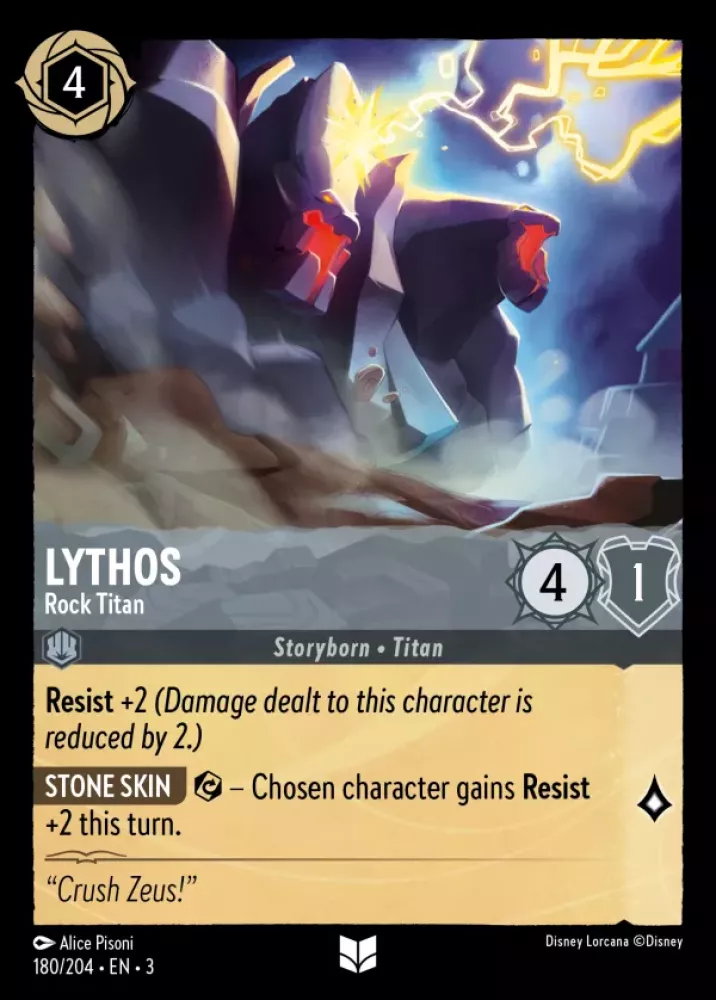 4
LYTHOS
Rock Titan
4
1
Storyborn • Titan
Resist +2 (Damage dealt to this character is
reduced by 2.)
STONE SKIN – Chosen character gains Resist
+2 this turn.
“Crush Zeus!”
Alice Pisoni
Disney Lorcana ©Disney
180/204 • EN • 3